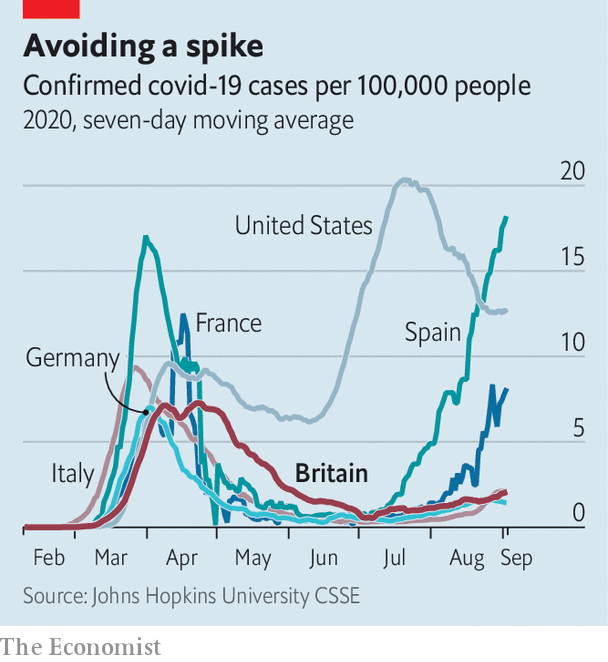 Avoiding a spike
Confirmed covid-19 cases per 100,000 people
2020, seven-day moving average
20
United States
15
France
Spain
Germany
10
5
Italy
Britain
0
Feb Mar Apr May Jun Jul Aug Sep
Source: Johns Hopkins University CSSE
The Economist